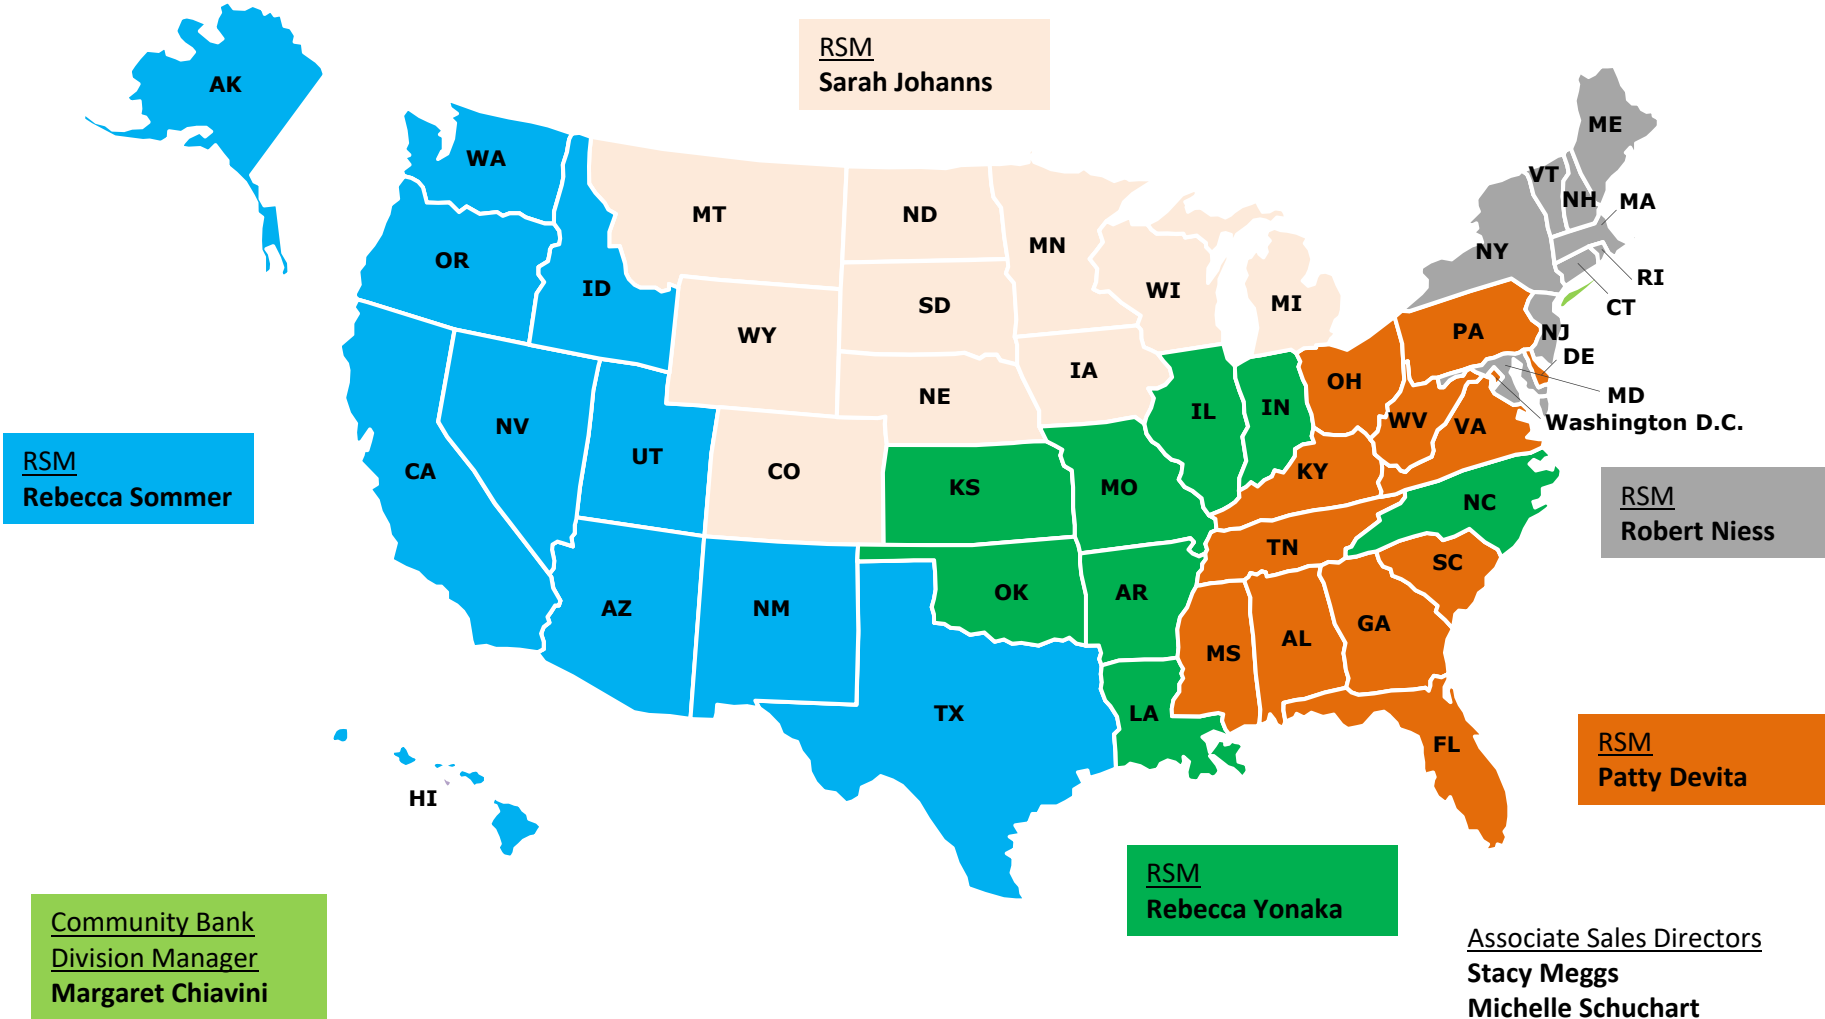 RSM
Sarah Johanns
AK
WA
OR
ID
MT
ND
MN
WI
MI
SD
WY
NE
IA
CA
NV
UT
CO
AZ
NM
TX
HI
KS
MO
IL
IN
OK
AR
LA
NC
OH
PA
WV
VA
KY
TN
SC
MS
AL
GA
FL
ME
VT
NH
MA
NY
RI
CT
NJ
DE
MD
Washington D.C.
RSM
Rebecca Sommer
RSM
Robert Niess
RSM
Patty Devita
RSM
Rebecca Yonaka
Community Bank
Division Manager
Margaret Chiavini
Associate Sales Directors
Stacy Meggs
Michelle Schuchart